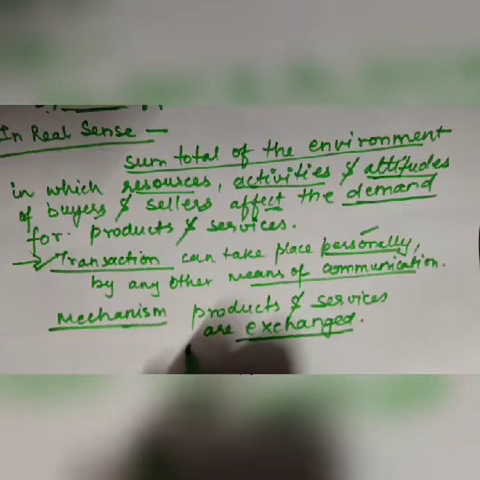 In Real Sense —
sum total of the environment
in which resources, activities & attitudes
of buyers & sellers affect the demand
for products & services.
→ Transaction can take place personally,
by any other means of communication.
Mechanism products & services
are exchanged.